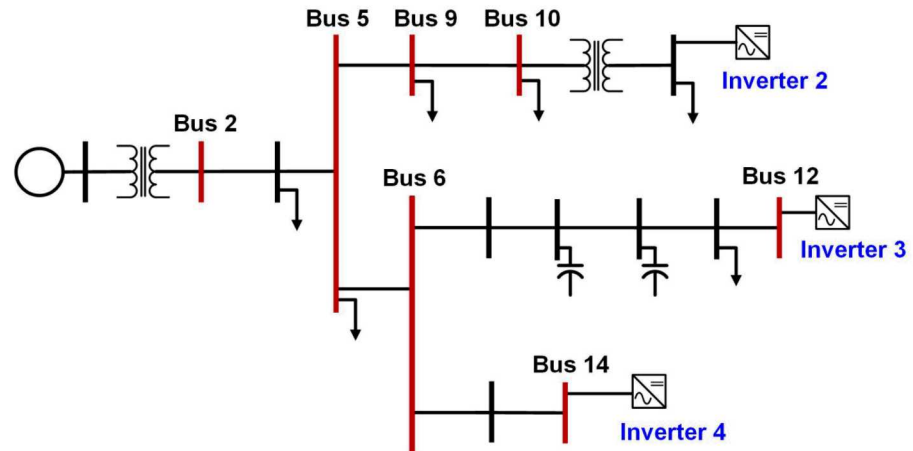 Bus 5
Bus 9
Bus 10
Inverter 2
Bus 2
Bus 6
Bus 12
Inverter 3
Bus 14
Inverter 4